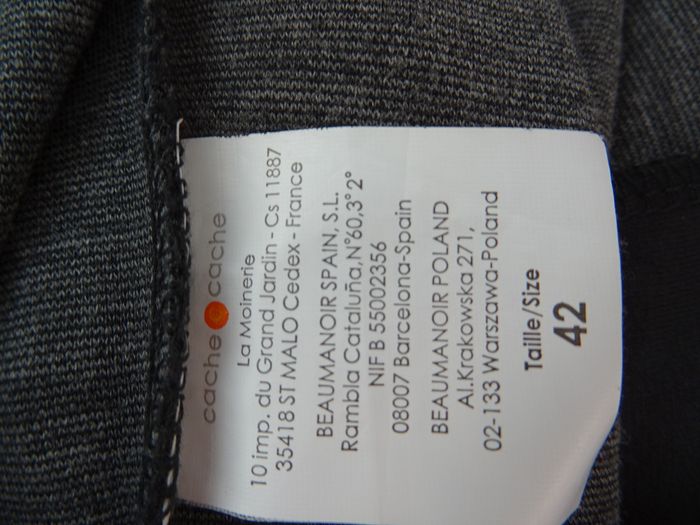 cache cache
La Moinerie
10 imp. du Grand Jardin - Cs 11887
35418 ST MALO Cedex - France
BEAUMANOIR SPAIN, S.L.
Rambla Cataluña,N°60,3°2°
NIF B 55002356
08007 Barcelona-Spain
BEAUMANOIR POLAND
Al.Krakowska 271,
02-133 Warszawa-Poland
Taille/Size
42